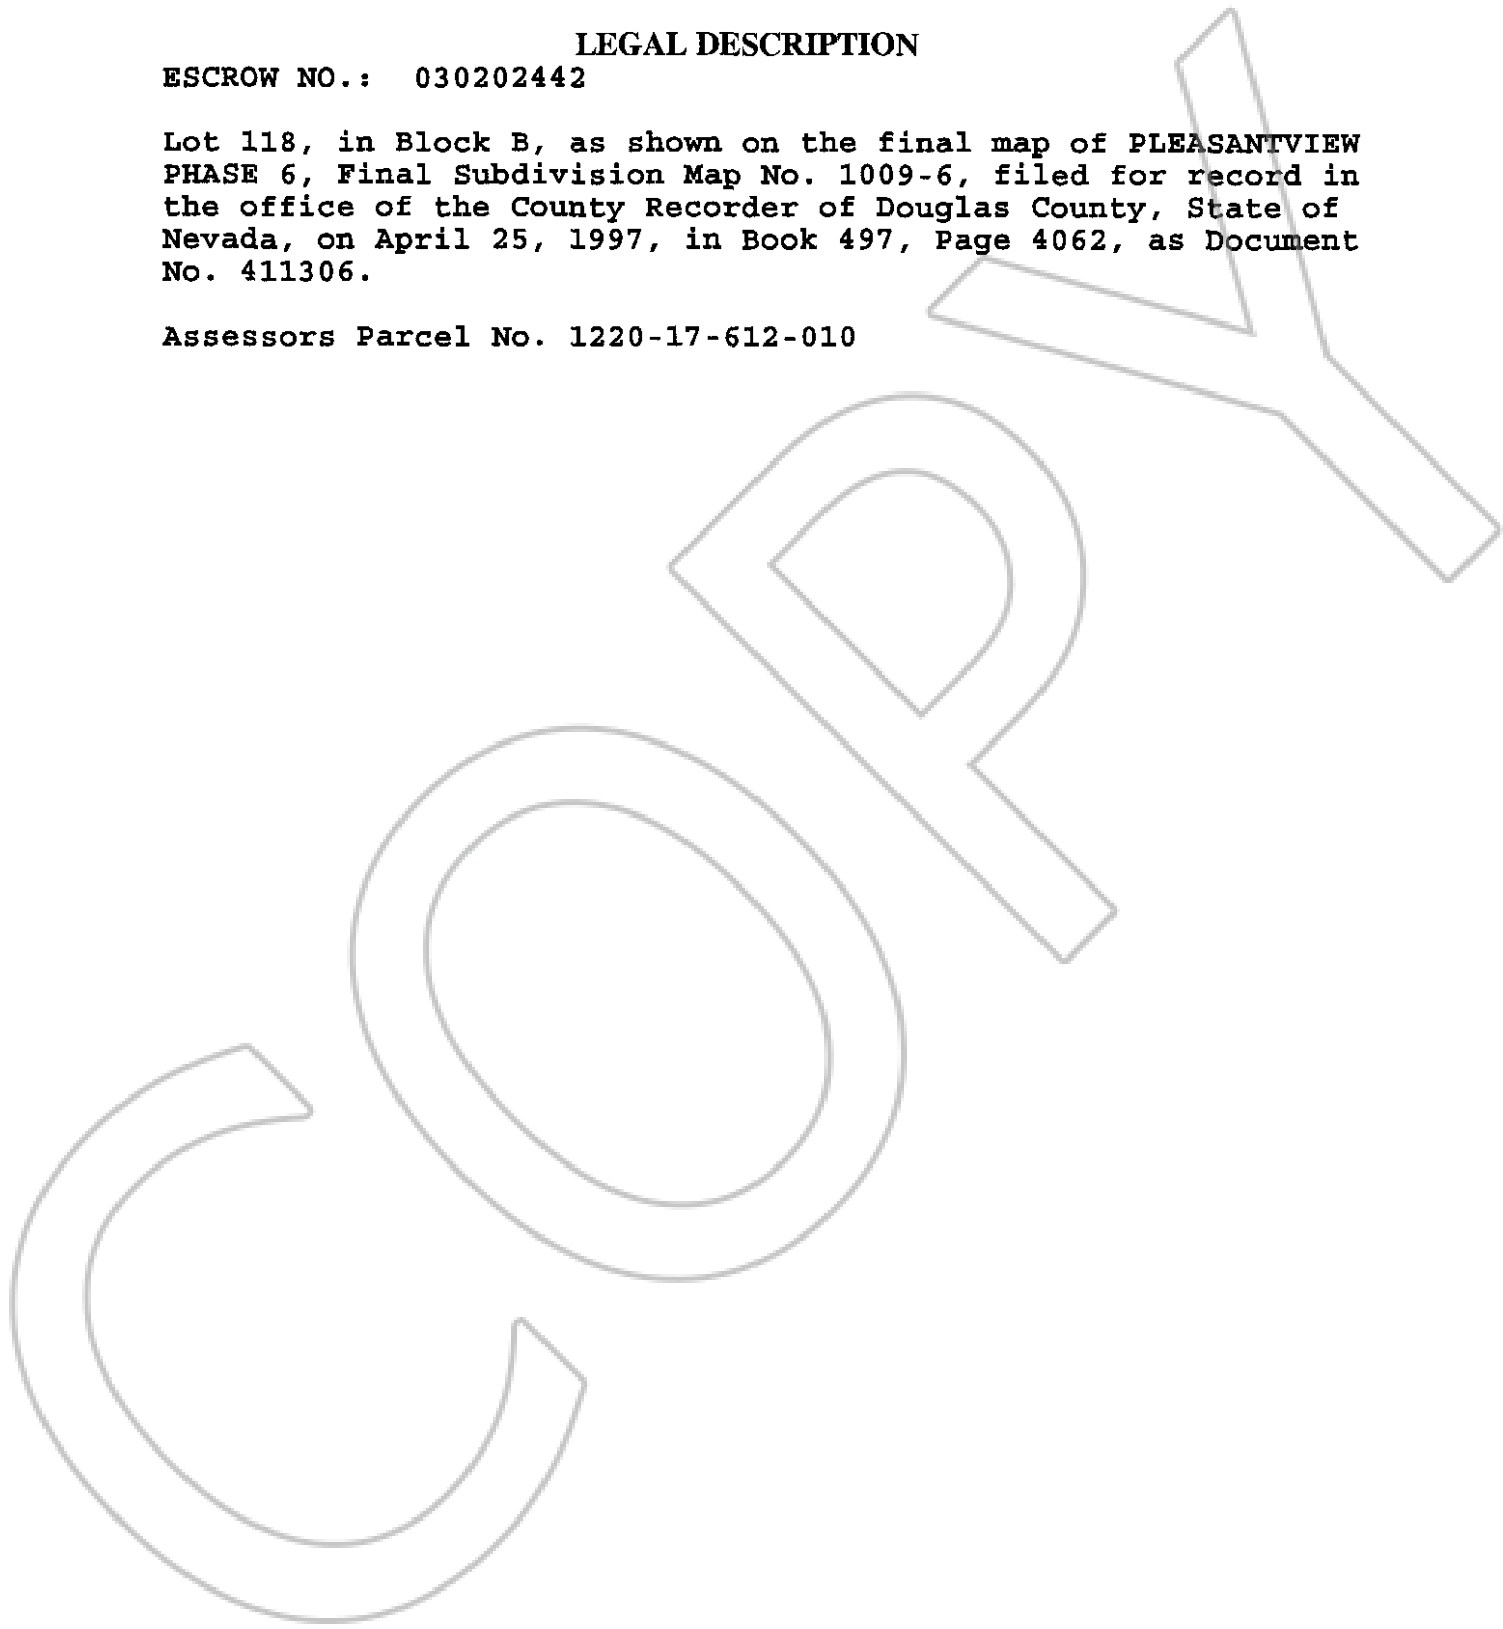 LEGAL DESCRIPTION
ESCROW NO.: 030202442
Lot 118, in Block B, as shown on the final map of PLEASANTVIEW
PHASE 6, Final Subdivision Map No. 1009-6, filed for record in
the office of the County Recorder of Douglas County, State of
Nevada, on April 25, 1997, in Book 497, Page 4062, as Document
No. 411306.
Assessors Parcel No. 1220-17-612-010
COPY